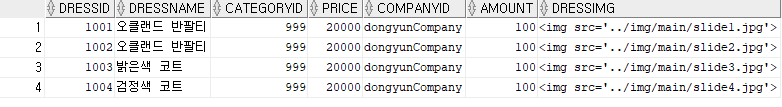 DRESSID DRESSNAME CATEGORYID PRICE COMPANYID AMOUNT DRESSIMG
1 1001 오클랜드 반팔티 999 20000 dongyunCompany 100 <img src='../img/main/slide1.jpg'>
2 1002 오클랜드 반팔티 999 20000 dongyunCompany 100 <img src='../img/main/slide2.jpg'>
3 1003 밝은색 코트 999 20000 dongyunCompany 100 <img src='../img/main/slide3.jpg'>
4 1004 검정색 코트 999 20000 dongyunCompany 100 <img src='../img/main/slide4.jpg'>